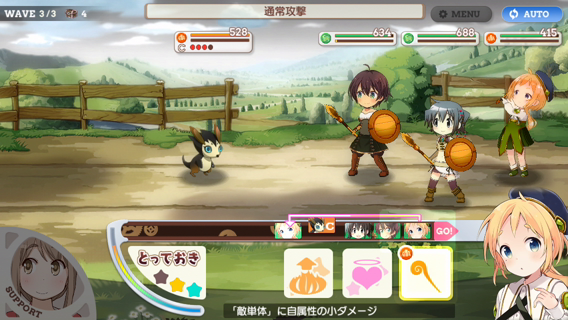 WAVE 3/3 4
通常攻撃
MENU
AUTO
528
C
634
688
415
C
GO!
とっておき
SUPPORT
「敵単体」に自属性の小ダメージ